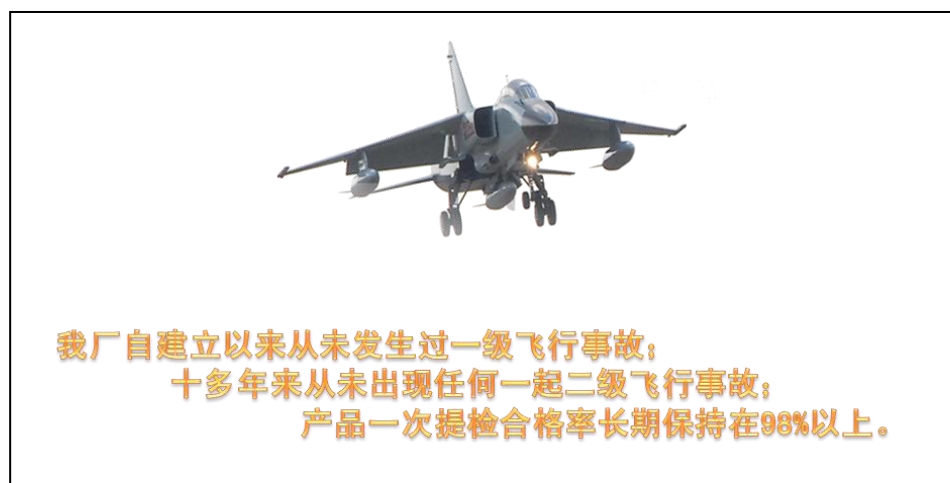 我厂自建立以来从未发生过一级飞行事故；
十多年来从未出现任何一起二级飞行事故；
产品一次提检合格率长期保持在98%以上。